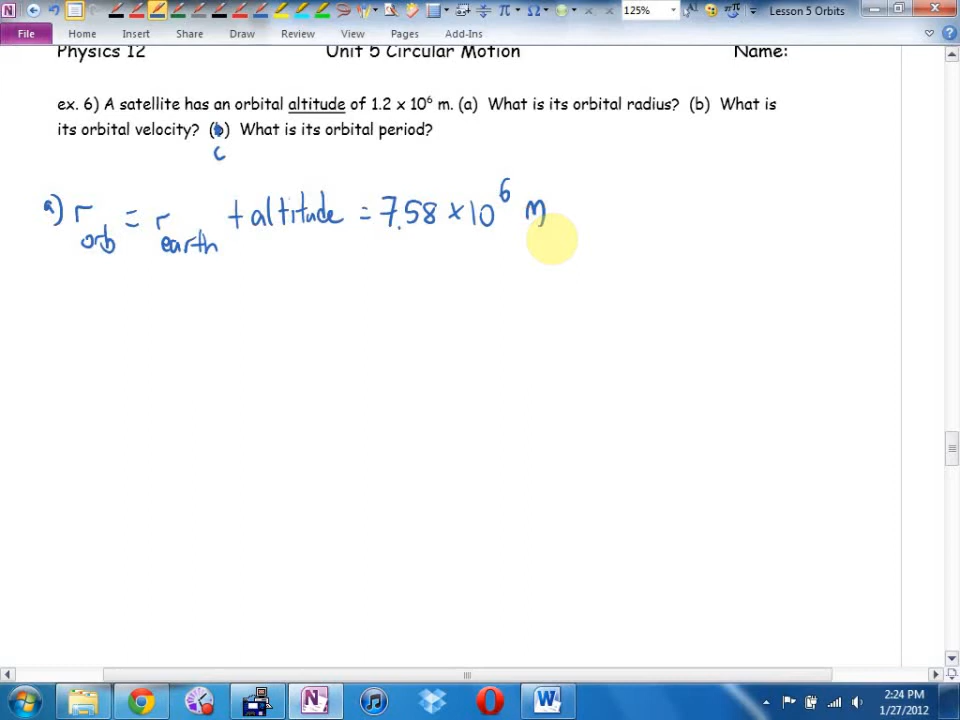 125%
Lesson 5 Orbits
File Home Insert Share Draw Review View Pages Add-Ins
Physics 12 Unit 5 Circular Motion Name:
ex. 6) A satellite has an orbital altitude of 1.2 x 10⁶ m. (a) What is its orbital radius? (b) What is
its orbital velocity? (b) What is its orbital period?
c
a) r orb = r earth + altitude = 7.58 × 10⁶ m
2:24 PM
1/27/2012